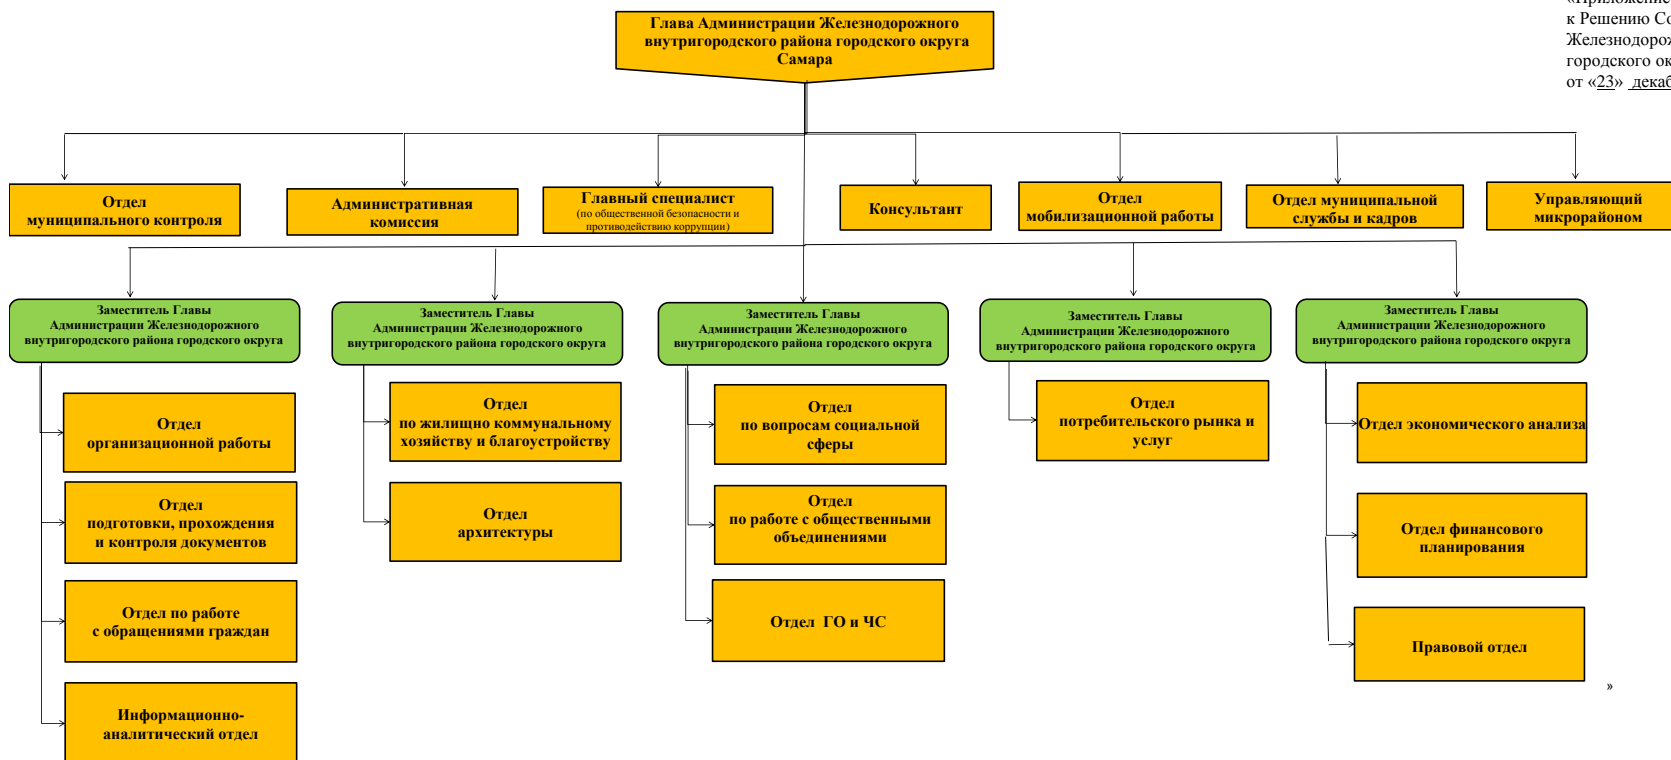 «Приложение
к Решению
от «23»
Глава Администрации Железнодорожного
внутригородского района городского округа
Самара
Отдел
муниципального контроля
Административная
комиссия
Главный специалист
(по общественной безопасности и
противодействию коррупции)
Консультант
Отдел
мобилизационной работы
Отдел муниципальной
службы и кадров
Управляющий
микрорайоном
Заместитель Главы
Администрации Железнодорожного
внутригородского района городского округа
Заместитель Главы
Администрации Железнодорожного
внутригородского района городского округа
Заместитель Главы
Администрации Железнодорожного
внутригородского района городского округа
Заместитель Главы
Администрации Железнодорожного
внутригородского района городского округа
Заместитель Главы
Администрации Железнодорожного
внутригородского района городского округа
Отдел
организационной работы
Отдел
подготовки, прохождения
и контроля документов
Отдел по работе
с обращениями граждан
Информационно-
аналитический отдел
Отдел
по жилищно коммунальному
хозяйству и благоустройству
Отдел
архитектуры
Отдел
по вопросам социальной
сферы
Отдел
по работе с общественными
объединениями
Отдел ГО и ЧС
Отдел
потребительского рынка и
услуг
Отдел экономического анализа
Отдел финансового
планирования
Правовой отдел
»